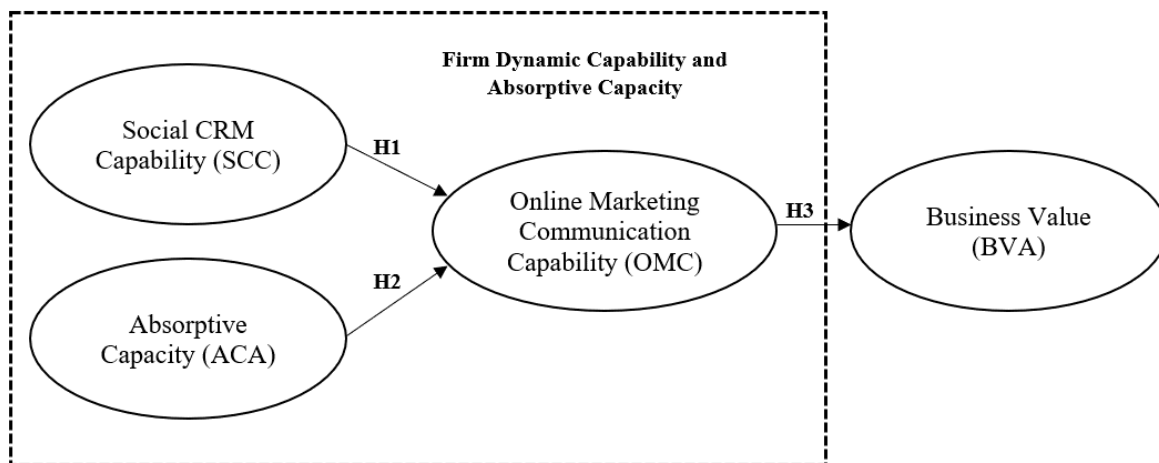 Firm Dynamic Capability and
Absorptive Capacity
Social CRM
Capability (SCC)
H1
Online Marketing
Communication
Capability (OMC)
H3
Business Value
(BVA)
H2
Absorptive
Capacity (ACA)